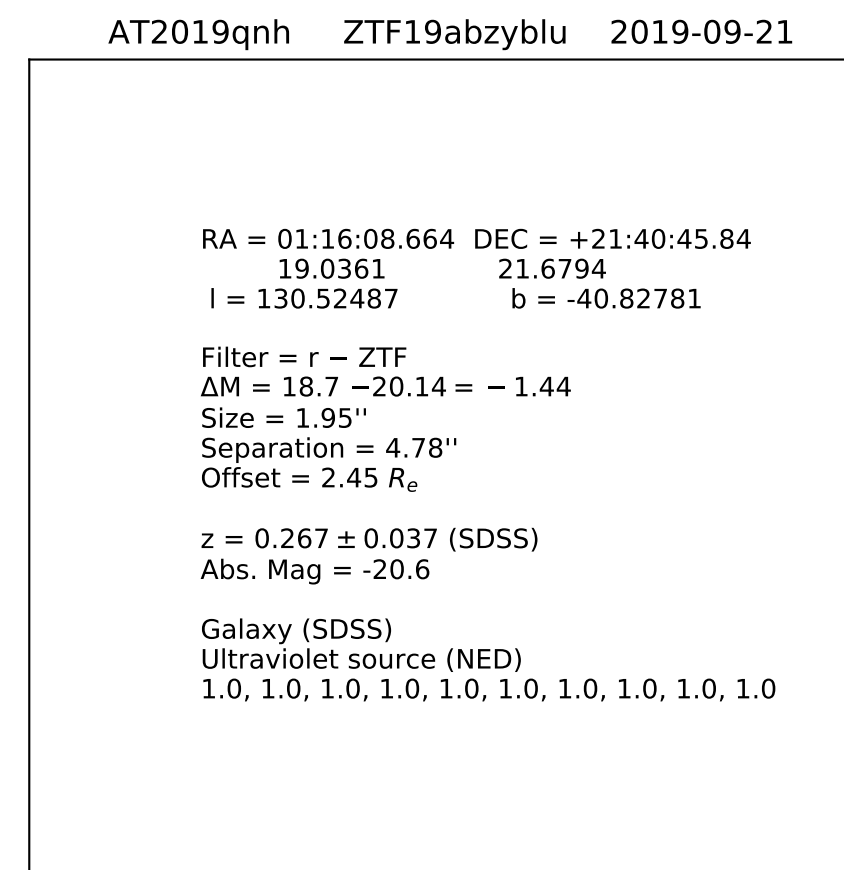 AT2019qnh ZTF19abzyblu 2019-09-21
RA = 01:16:08.664 DEC = +21:40:45.84
19.0361 21.6794
l = 130.52487 b = -40.82781
Filter = r − ZTF
ΔM = 18.7 −20.14 = − 1.44
Size = 1.95''
Separation = 4.78''
Offset = 2.45 Rₑ
z = 0.267 ± 0.037 (SDSS)
Abs. Mag = -20.6
Galaxy (SDSS)
Ultraviolet source (NED)
1.0, 1.0, 1.0, 1.0, 1.0, 1.0, 1.0, 1.0, 1.0, 1.0